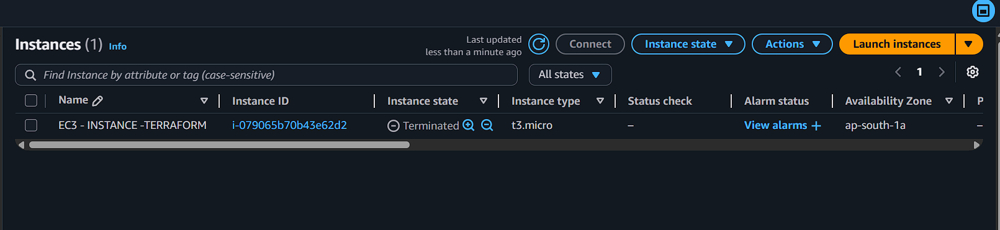 Instances (1) Info
Last updated
less than a minute ago
Connect
Instance state
Actions
Launch instances
Find Instance by attribute or tag (case-sensitive)
All states
1
Name Instance ID Instance state Instance type Status check Alarm status Availability Zone P
EC3 - INSTANCE -TERRAFORM i-079065b70b43e62d2 Terminated t3.micro – View alarms + ap-south-1a –